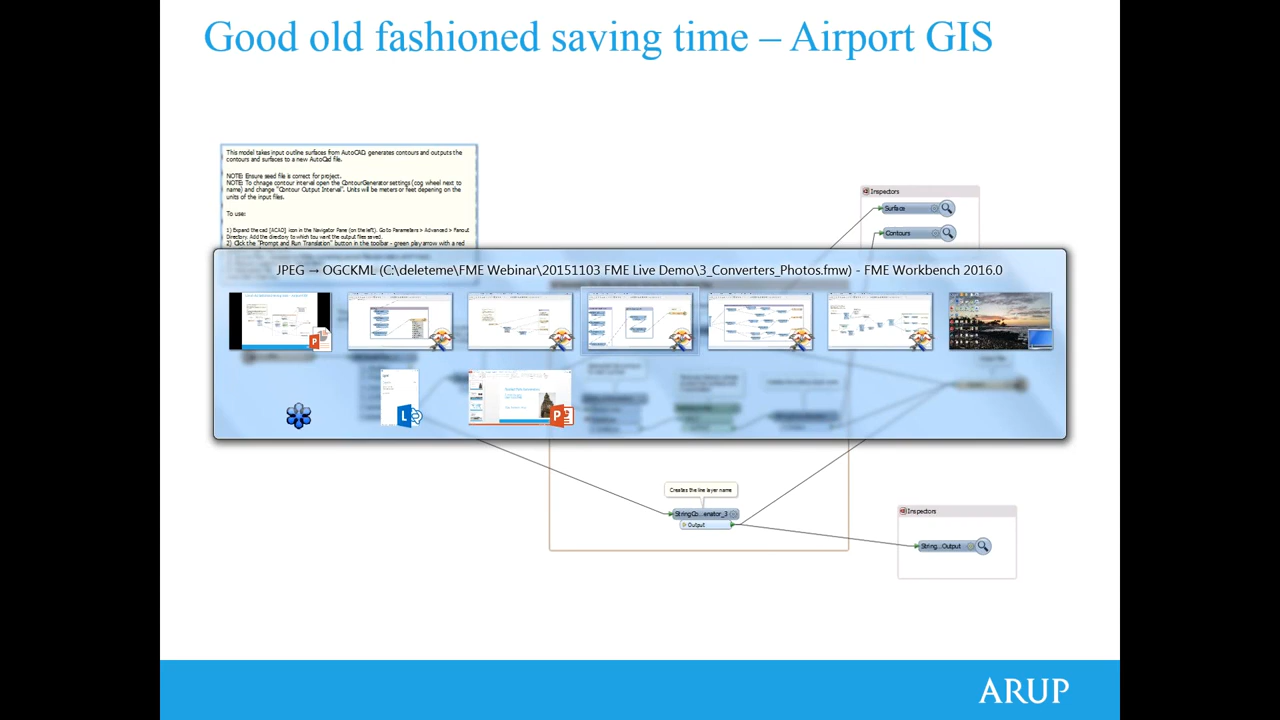 Good old fashioned saving time – Airport GIS
This model takes input outline surfaces from AutoCAD, generates contours and outputs the
contours and surfaces to a new AutoCad file.
NOTE: Ensure seed file is correct for project.
NOTE: To chnage contour interval open the ContourGenerator settings (cog wheel next to
name) and change "Contour Output Interval". Units will be meters or feet depening on the
units of the input files.
To use:
1) Expand the cad [ACAD] icon in the Navigator Pane (on the left). Go to Parameters > Advanced > Fanout
Directory. Add the directory to which you want the output files saved.
2) Click the "Prompt and Run Translation" button in the toolbar - green play arrow with a red
Inspectors
Surface
Contours
JPEG → OGCKML (C:\deleteme\FME Webinar\20151103 FME Live Demo\3_Converters_Photos.fmw) - FME Workbench 2016.0
Creates the line layer name
StringCo...enator_3
Output
Inspectors
String...Output
ARUP